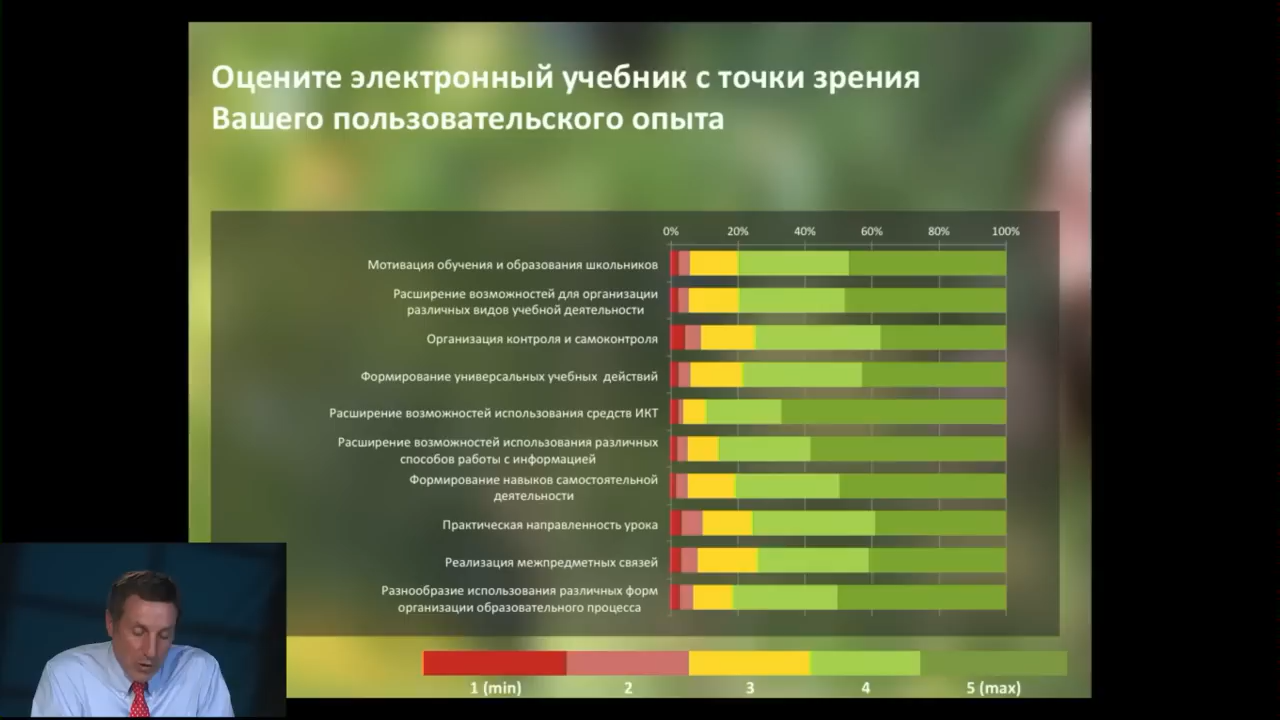 Оцените электронный учебник с точки зрения
Вашего пользовательского опыта
0% 20% 40% 60% 80% 100%
Мотивация обучения и образования школьников
Расширение возможностей для организации
различных видов учебной деятельности
Организация контроля и самоконтроля
Формирование универсальных учебных действий
Расширение возможностей использования средств ИКТ
Расширение возможностей использования различных
способов работы с информацией
Формирование навыков самостоятельной
деятельности
Практическая направленность урока
Реализация межпредметных связей
Разнообразие использования различных форм
организации образовательного процесса
1 (min) 2 3 4 5 (max)